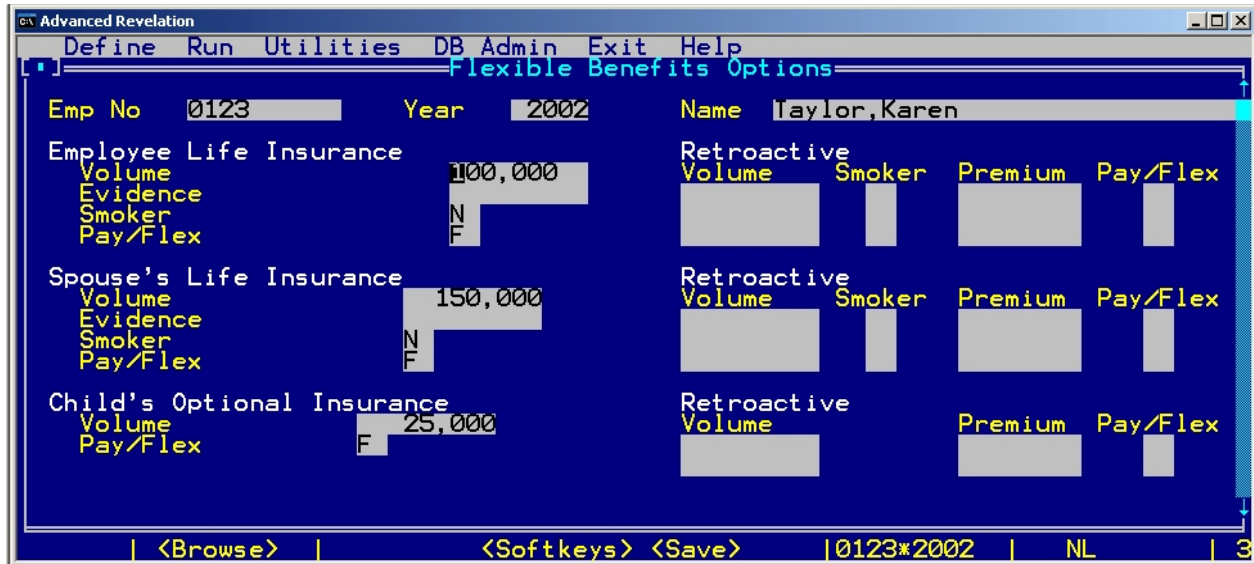 Advanced Revelation
Define Run Utilities DB Admin Exit Help
Flexible Benefits Options
Emp No 0123 Year 2002 Name Taylor,Karen
Employee Life Insurance Retroactive
Volume 100,000 Volume Smoker Premium Pay/Flex
Evidence
Smoker N
Pay/Flex F
Spouse's Life Insurance Retroactive
Volume 150,000 Volume Smoker Premium Pay/Flex
Evidence
Smoker N
Pay/Flex F
Child's Optional Insurance Retroactive
Volume 25,000 Volume Premium Pay/Flex
Pay/Flex F
| <Browse> | <Softkeys> <Save> |0123*2002 | NL | 3